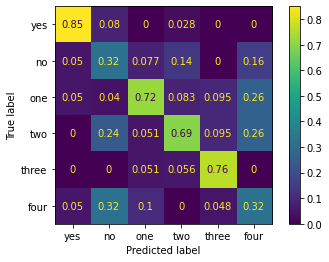 yes 0.85 0.08 0 0.028 0 0
no 0.05 0.32 0.077 0.14 0 0.16
one 0.05 0.04 0.72 0.083 0.095 0.26
two 0 0.24 0.051 0.69 0.095 0.26
three 0 0 0.051 0.056 0.76 0
four 0.05 0.32 0.1 0 0.048 0.32
yes no one two three four
Predicted label
True label
0.8
0.7
0.6
0.5
0.4
0.3
0.2
0.1
0.0